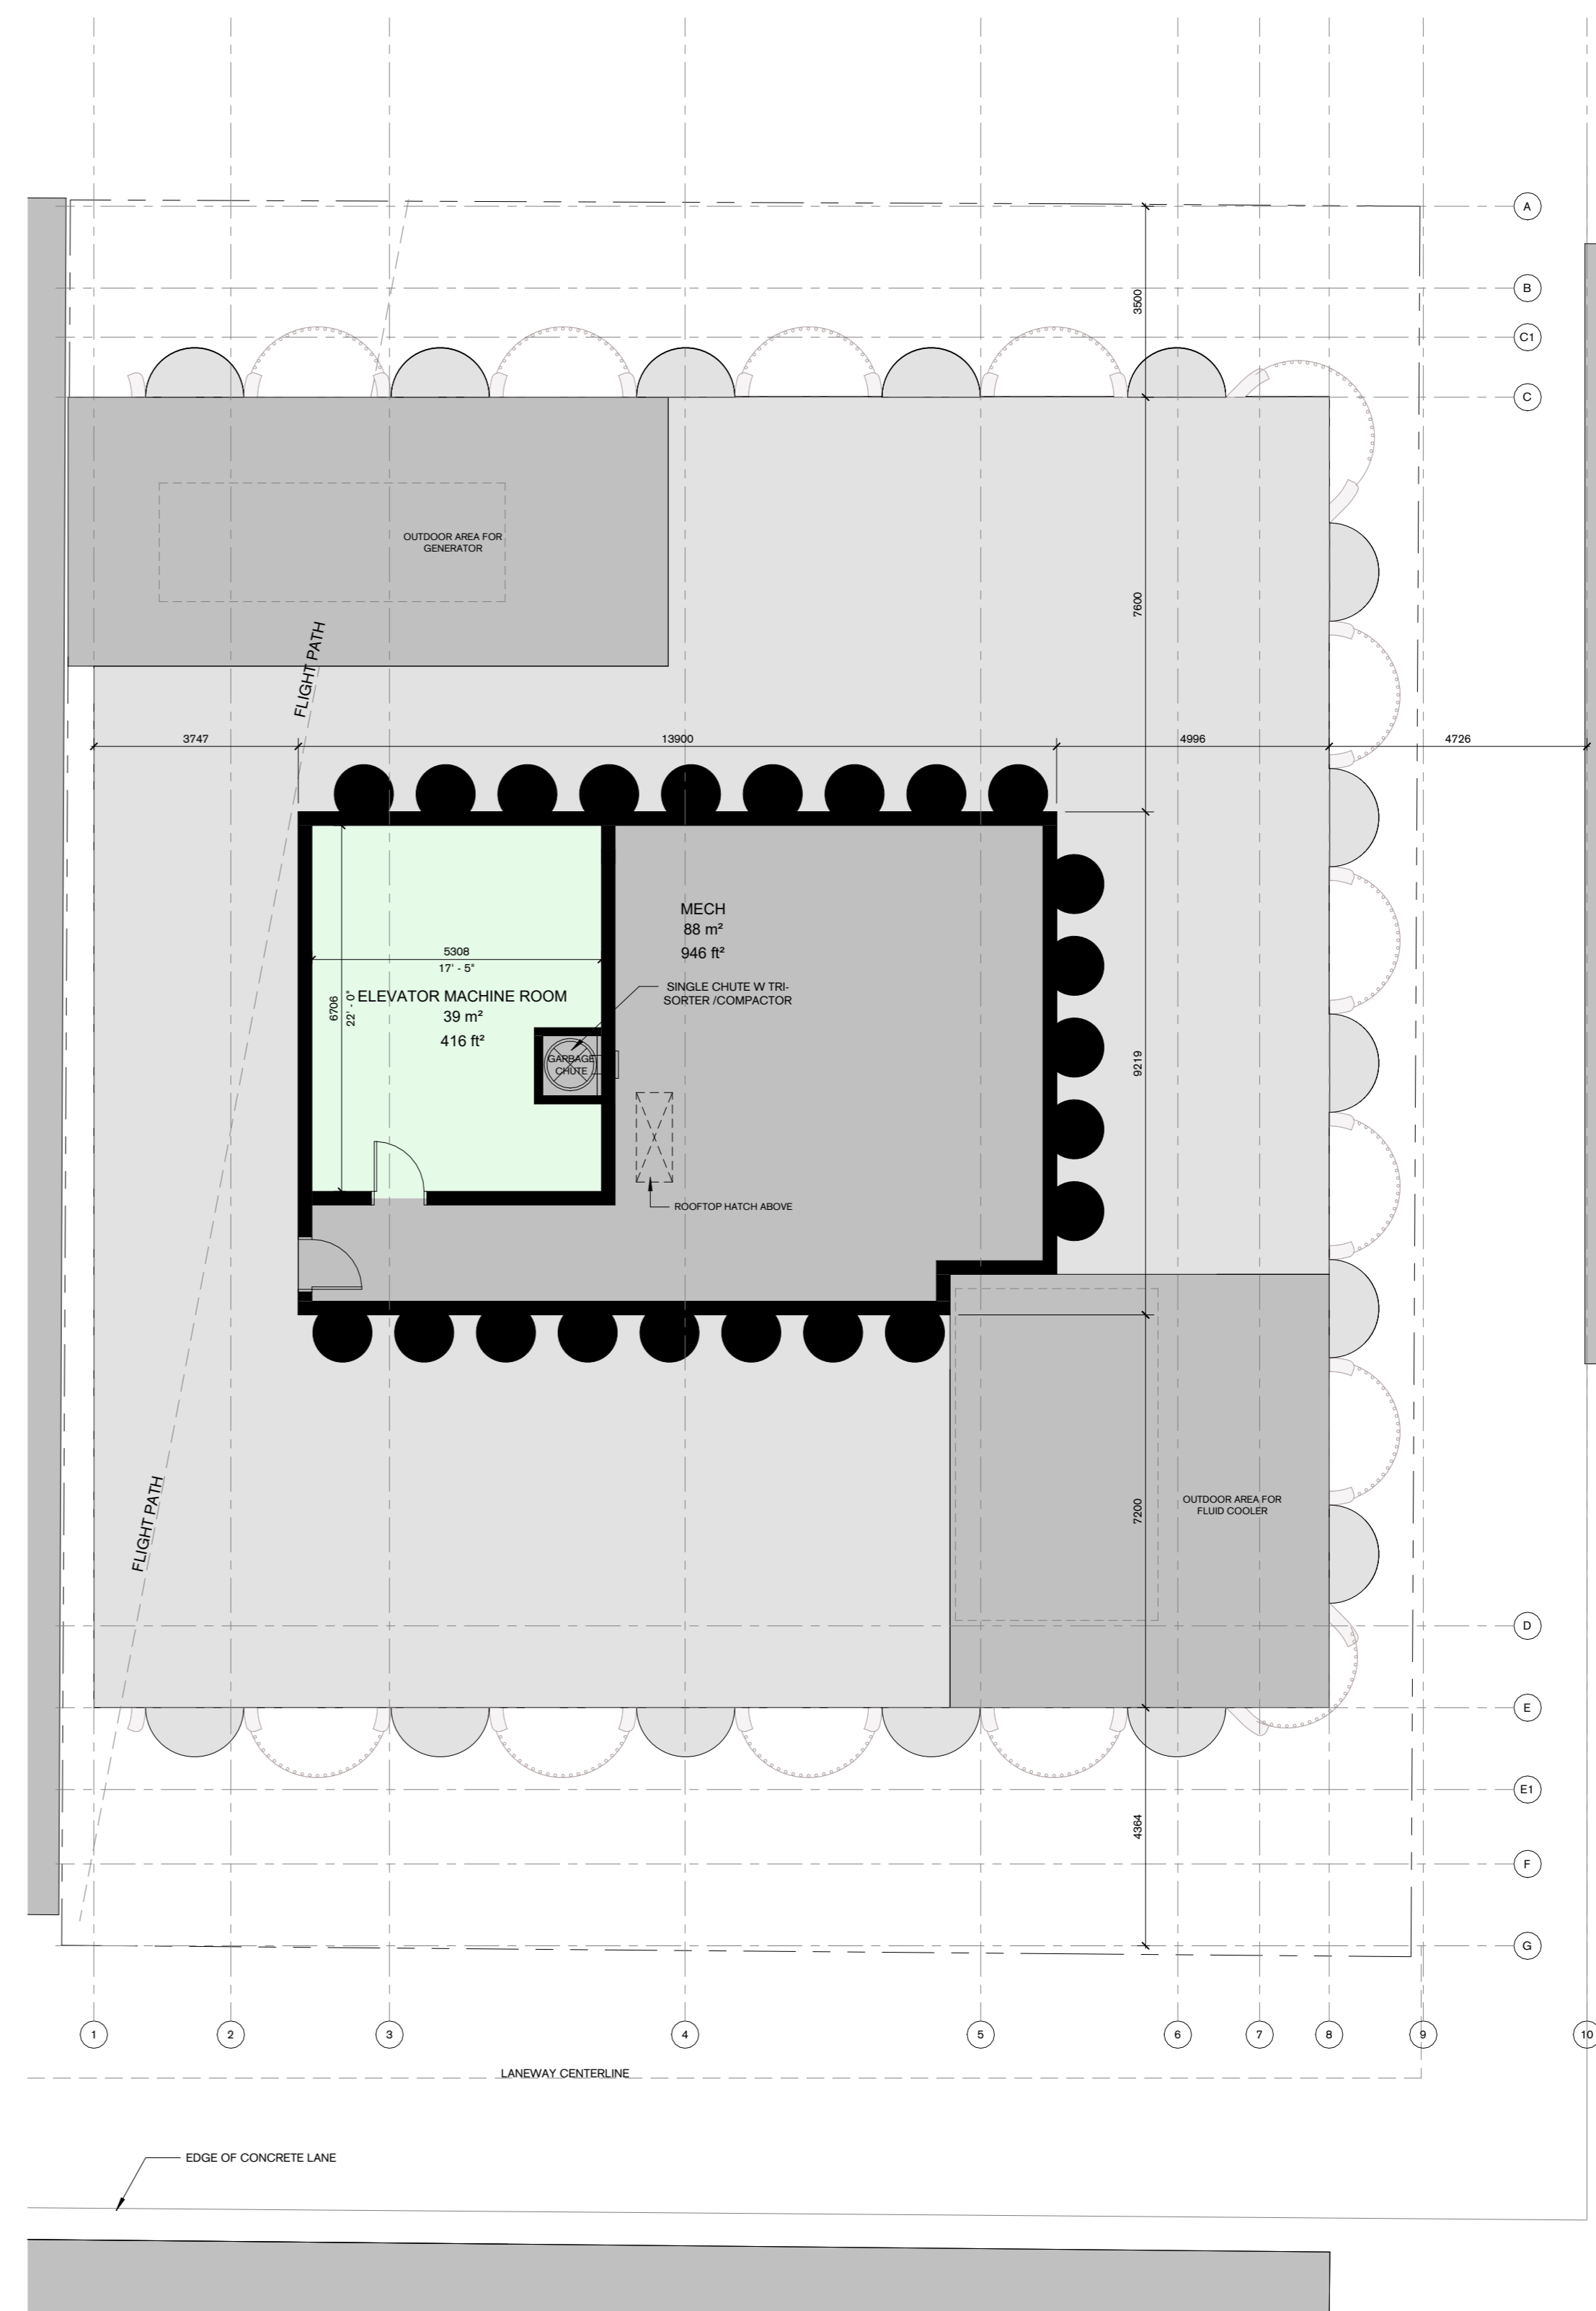 A
B
3500
C1
C
OUTDOOR AREA FOR
GENERATOR
7600
FLIGHT PATH
3747
13900
4996
4726
MECH
88 m²
946 ft²
5308
17' - 5"
SINGLE CHUTE W TRI-
SORTER /COMPACTOR
6706
22' - 0"
ELEVATOR MACHINE ROOM
39 m²
416 ft²
GARBAGE
CHUTE
9219
ROOFTOP HATCH ABOVE
FLIGHT PATH
7200
OUTDOOR AREA FOR
FLUID COOLER
D
E
E1
4364
F
G
1
2
3
4
5
6
7
8
9
10
LANEWAY CENTERLINE
EDGE OF CONCRETE LANE